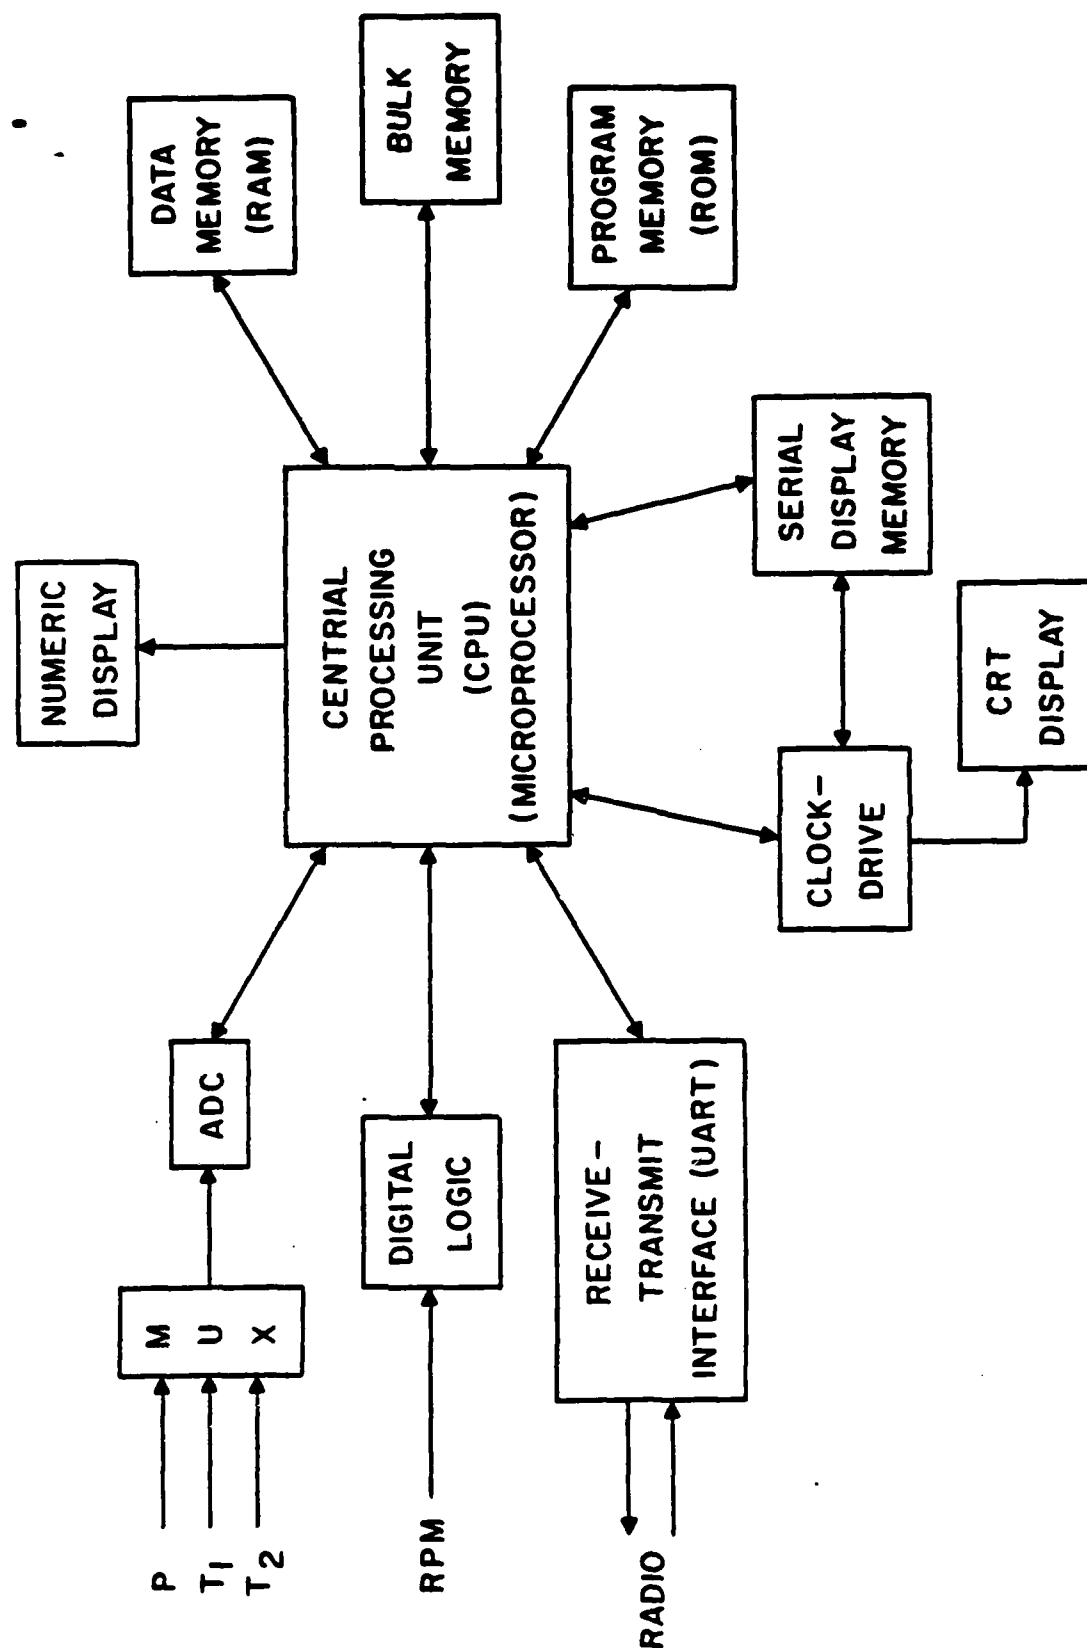 NUMERIC
DISPLAY
P
T1
T2
M
U
X
ADC
DATA
MEMORY
(RAM)
RPM
DIGITAL
LOGIC
CENTRIAL
PROCESSING
UNIT
(CPU)
(MICROPROCESSOR)
BULK
MEMORY
RADIO
RECEIVE-
TRANSMIT
INTERFACE (UART)
PROGRAM
MEMORY
(ROM)
CLOCK-
DRIVE
SERIAL
DISPLAY
MEMORY
CRT
DISPLAY